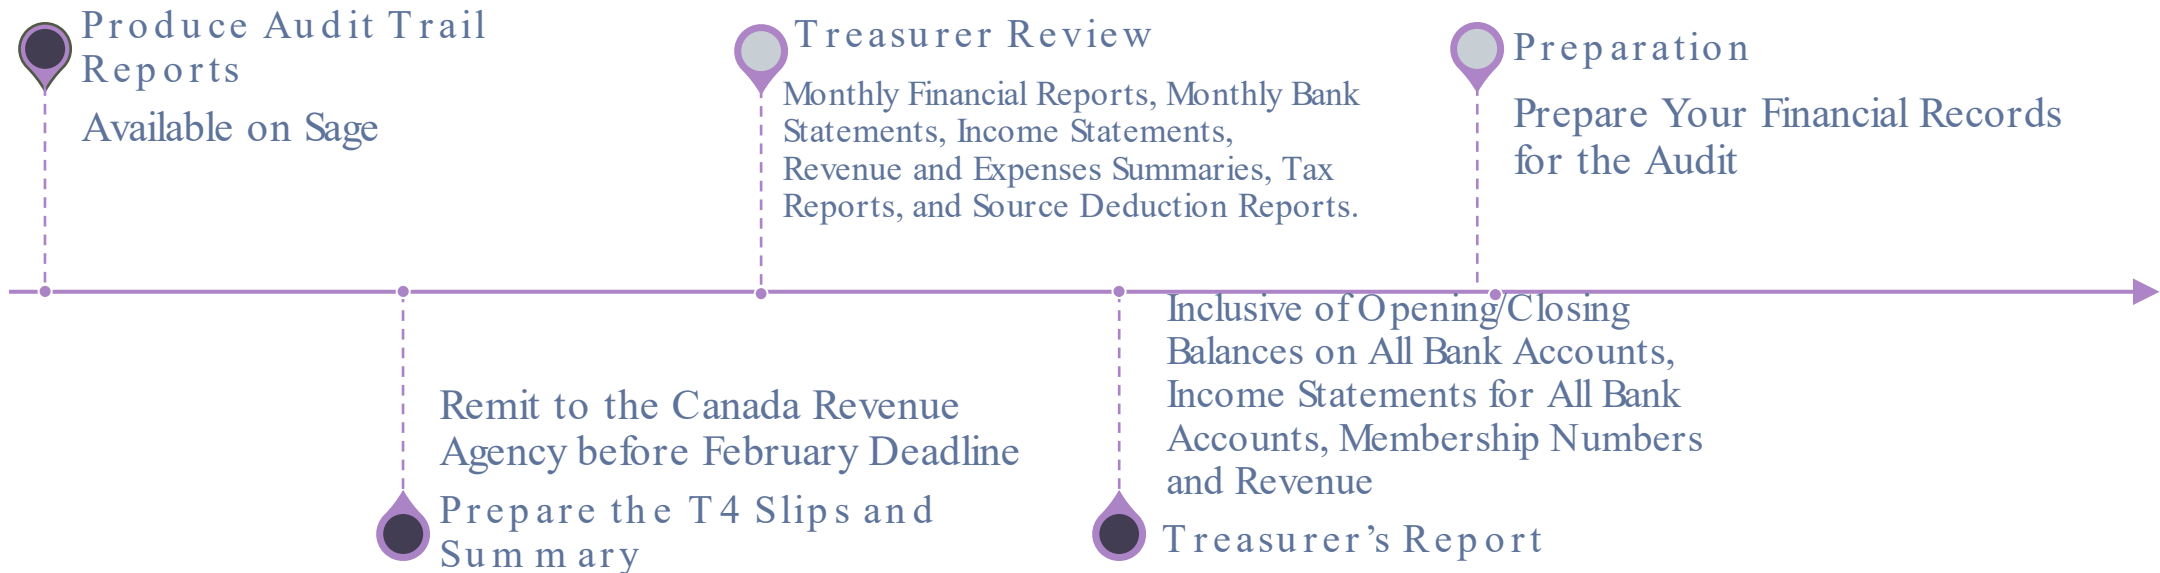 Produce Audit Trail
Reports
Available on Sage
Remit to the Canada Revenue
Agency before February Deadline
Prepare the T4 Slips and
Summary
Treasurer Review
Monthly Financial Reports, Monthly Bank
Statements, Income Statements,
Revenue and Expenses Summaries, Tax
Reports, and Source Deduction Reports.
Inclusive of Opening/Closing
Balances on All Bank Accounts,
Income Statements for All Bank
Accounts, Membership Numbers
and Revenue
Treasurer’s Report
Preparation
Prepare Your Financial Records
for the Audit